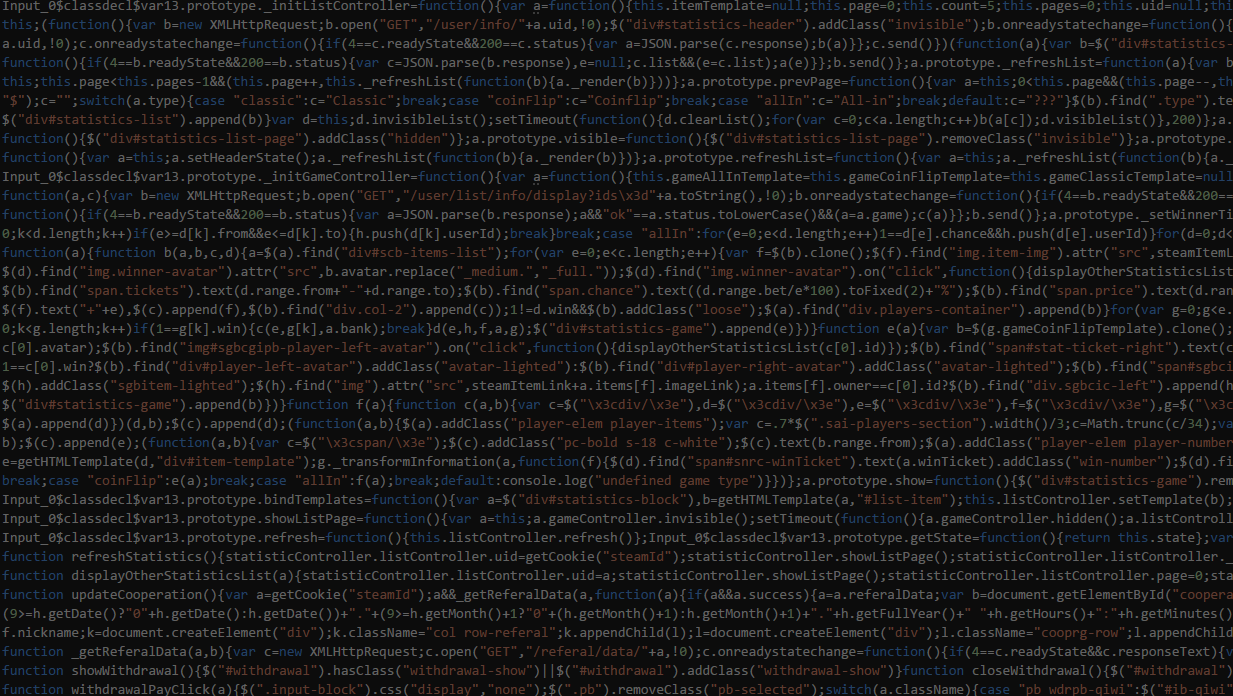 Input_0$classdecl$var13.prototype._initListController=function(){var a=function(){this.itemTemplate=null;this.page=0;this.count=5;this.pages=0;this.uid=null;thi
this;(function(){var b=new XMLHttpRequest;b.open("GET","/user/info/"+a.uid,!0);$("div#statistics-header").addClass("invisible");b.onreadystatechange=function(){
a.uid,!0);c.onreadystatechange=function(){if(4==c.readyState&&200==c.status){var a=JSON.parse(c.response);b(a)}};c.send()})(function(a){var b=$("div#statistics-
function(){if(4==b.readyState&&200==b.status){var c=JSON.parse(b.response),e=null;c.list&&(e=c.list);a(e)}};b.send()};a.prototype._refreshList=function(a){var b
this;this.page<this.pages-1&&(this.page++,this._refreshList(function(b){a._render(b)}))};a.prototype.prevPage=function(){var a=this;0<this.page&&(this.page--,th
"$");c="";switch(a.type){case "classic":c="Classic";break;case "coinFlip":c="Coinflip";break;case "allIn":c="All-in";break;default:c="???"}$(b).find(".type").te
$("div#statistics-list").append(b)}var d=this;d.invisibleList();setTimeout(function(){d.clearList();for(var c=0;c<a.length;c++)b(a[c]);d.visibleList()},200)};a.
function(){$("div#statistics-list-page").addClass("hidden")};a.prototype.visible=function(){$("div#statistics-list-page").removeClass("invisible")};a.prototype.
function(){var a=this;a.setHeaderState();a._refreshList(function(b){a._render(b)})};a.prototype.refreshList=function(){var a=this;a._refreshList(function(b){a._
Input_0$classdecl$var13.prototype._initGameController=function(){var a=function(){this.gameAllInTemplate=this.gameCoinFlipTemplate=this.gameClassicTemplate=null
function(a,c){var b=new XMLHttpRequest;b.open("GET","/user/list/info/display?ids\x3d"+a.toString(),!0);b.onreadystatechange=function(){if(4==b.readyState&&200==
function(){if(4==b.readyState&&200==b.status){var a=JSON.parse(b.response);a&&"ok"==a.status.toLowerCase()&&(a=a.game);c(a)}};b.send()};a.prototype._setWinnerTi
0;k<d.length;k++)if(e>=d[k].from&&e<=d[k].to){h.push(d[k].userId);break}break;case "allIn":for(e=0;e<d.length;e++)1==d[e].chance&&h.push(d[e].userId)}for(d=0;d<
function(a){function b(a,b,c,d){a=$(a).find("div#scb-items-list");for(var e=0;e<c.length;e++){var f=$(b).clone();$(f).find("img.item-img").attr("src",steamItemL
$(d).find("img.winner-avatar").attr("src",b.avatar.replace("_medium.","_full."));$(d).find("img.winner-avatar").on("click",function(){displayOtherStatisticsList
$(b).find("span.tickets").text(d.range.from+"-"+d.range.to);$(b).find("span.chance").text((d.range.bet/e*100).toFixed(2)+"%");$(b).find("span.price").text(d.ran
$(f).text("+"+e),$(c).append(f),$(b).find("div.col-2").append(c));1!=d.win&&$(b).addClass("loose");$(a).find("div.players-container").append(b)}for(var g=0;g<e.
0;k<g.length;k++)if(1==g[k].win){c(e,g[k],a.bank);break}d(e,h,f,a,g);$("div#statistics-game").append(e)})}function e(a){var b=$(g.gameCoinFlipTemplate).clone();
c[0].avatar);$(b).find("img#sgbcgipb-player-left-avatar").on("click",function(){displayOtherStatisticsList(c[0].id)});$(b).find("span#stat-ticket-right").text(c
1==c[0].win?$(b).find("div#player-left-avatar").addClass("avatar-lighted"):$(b).find("div#player-right-avatar").addClass("avatar-lighted");$(b).find("span#sgbci
$(h).addClass("sgbitem-lighted");$(h).find("img").attr("src",steamItemLink+a.items[f].imageLink);a.items[f].owner==c[0].id?$(b).find("div.sgbcic-left").append(h
$("div#statistics-game").append(b)})}function f(a){function c(a,b){var c=$("\x3cdiv/\x3e"),d=$("\x3cdiv/\x3e"),e=$("\x3cdiv/\x3e"),f=$("\x3cdiv/\x3e"),g=$("\x3c
$(a).append(d)})(d,b);$(c).append(d);(function(a,b){$(a).addClass("player-elem player-items");var c=.7*$(".sai-players-section").width()/3;c=Math.trunc(c/34);va
b);$(c).append(e);(function(a,b){var c=$("\x3cspan/\x3e");$(c).addClass("pc-bold s-18 c-white");$(c).text(b.range.from);$(a).addClass("player-elem player-number
e=getHTMLTemplate(d,"div#item-template");g._transformInformation(a,function(f){$(d).find("span#snrc-winTicket").text(a.winTicket).addClass("win-number");$(d).fi
break;case "coinFlip":e(a);break;case "allIn":f(a);break;default:console.log("undefined game type")}})};a.prototype.show=function(){$("div#statistics-game").rem
Input_0$classdecl$var13.prototype.bindTemplates=function(){var a=$("div#statistics-block"),b=getHTMLTemplate(a,"#list-item");this.listController.setTemplate(b);
Input_0$classdecl$var13.prototype.showListPage=function(){var a=this;a.gameController.invisible();setTimeout(function(){a.gameController.hidden();a.listControll
Input_0$classdecl$var13.prototype.refresh=function(){this.listController.refresh()};Input_0$classdecl$var13.prototype.getState=function(){return this.state};var
function refreshStatistics(){statisticController.listController.uid=getCookie("steamId");statisticController.showListPage();statisticController.listController._
function displayOtherStatisticsList(a){statisticController.listController.uid=a;statisticController.showListPage();statisticController.listController.page=0;sta
function updateCooperation(){var a=getCookie("steamId");a&&_getReferalData(a,function(a){if(a&&a.success){a=a.referalData;var b=document.getElementById("coopera
(9>=h.getDate()?"0"+h.getDate():h.getDate())+"."+(9>=h.getMonth()+1?"0"+(h.getMonth()+1):h.getMonth()+1)+"."+h.getFullYear()+" "+h.getHours()+":"+h.getMinutes()
f.nickname;k=document.createElement("div");k.className="col row-referal";k.appendChild(l);l=document.createElement("div");l.className="cooprg-row";l.appendChild
function _getReferalData(a,b){var c=new XMLHttpRequest;c.open("GET","/referal/data/"+a,!0);c.onreadystatechange=function(){if(4==c.readyState&&c.responseText){v
function showWithdrawal(){$("#withdrawal").hasClass("withdrawal-show")||$("#withdrawal").addClass("withdrawal-show")}function closeWithdrawal(){$("#withdrawal")
function withdrawalPayClick(a){$(".input-block").css("display","none");$(".pb").removeClass("pb-selected");switch(a.className){case "pb wdrpb-qiwi":$("#ib-qiwi"